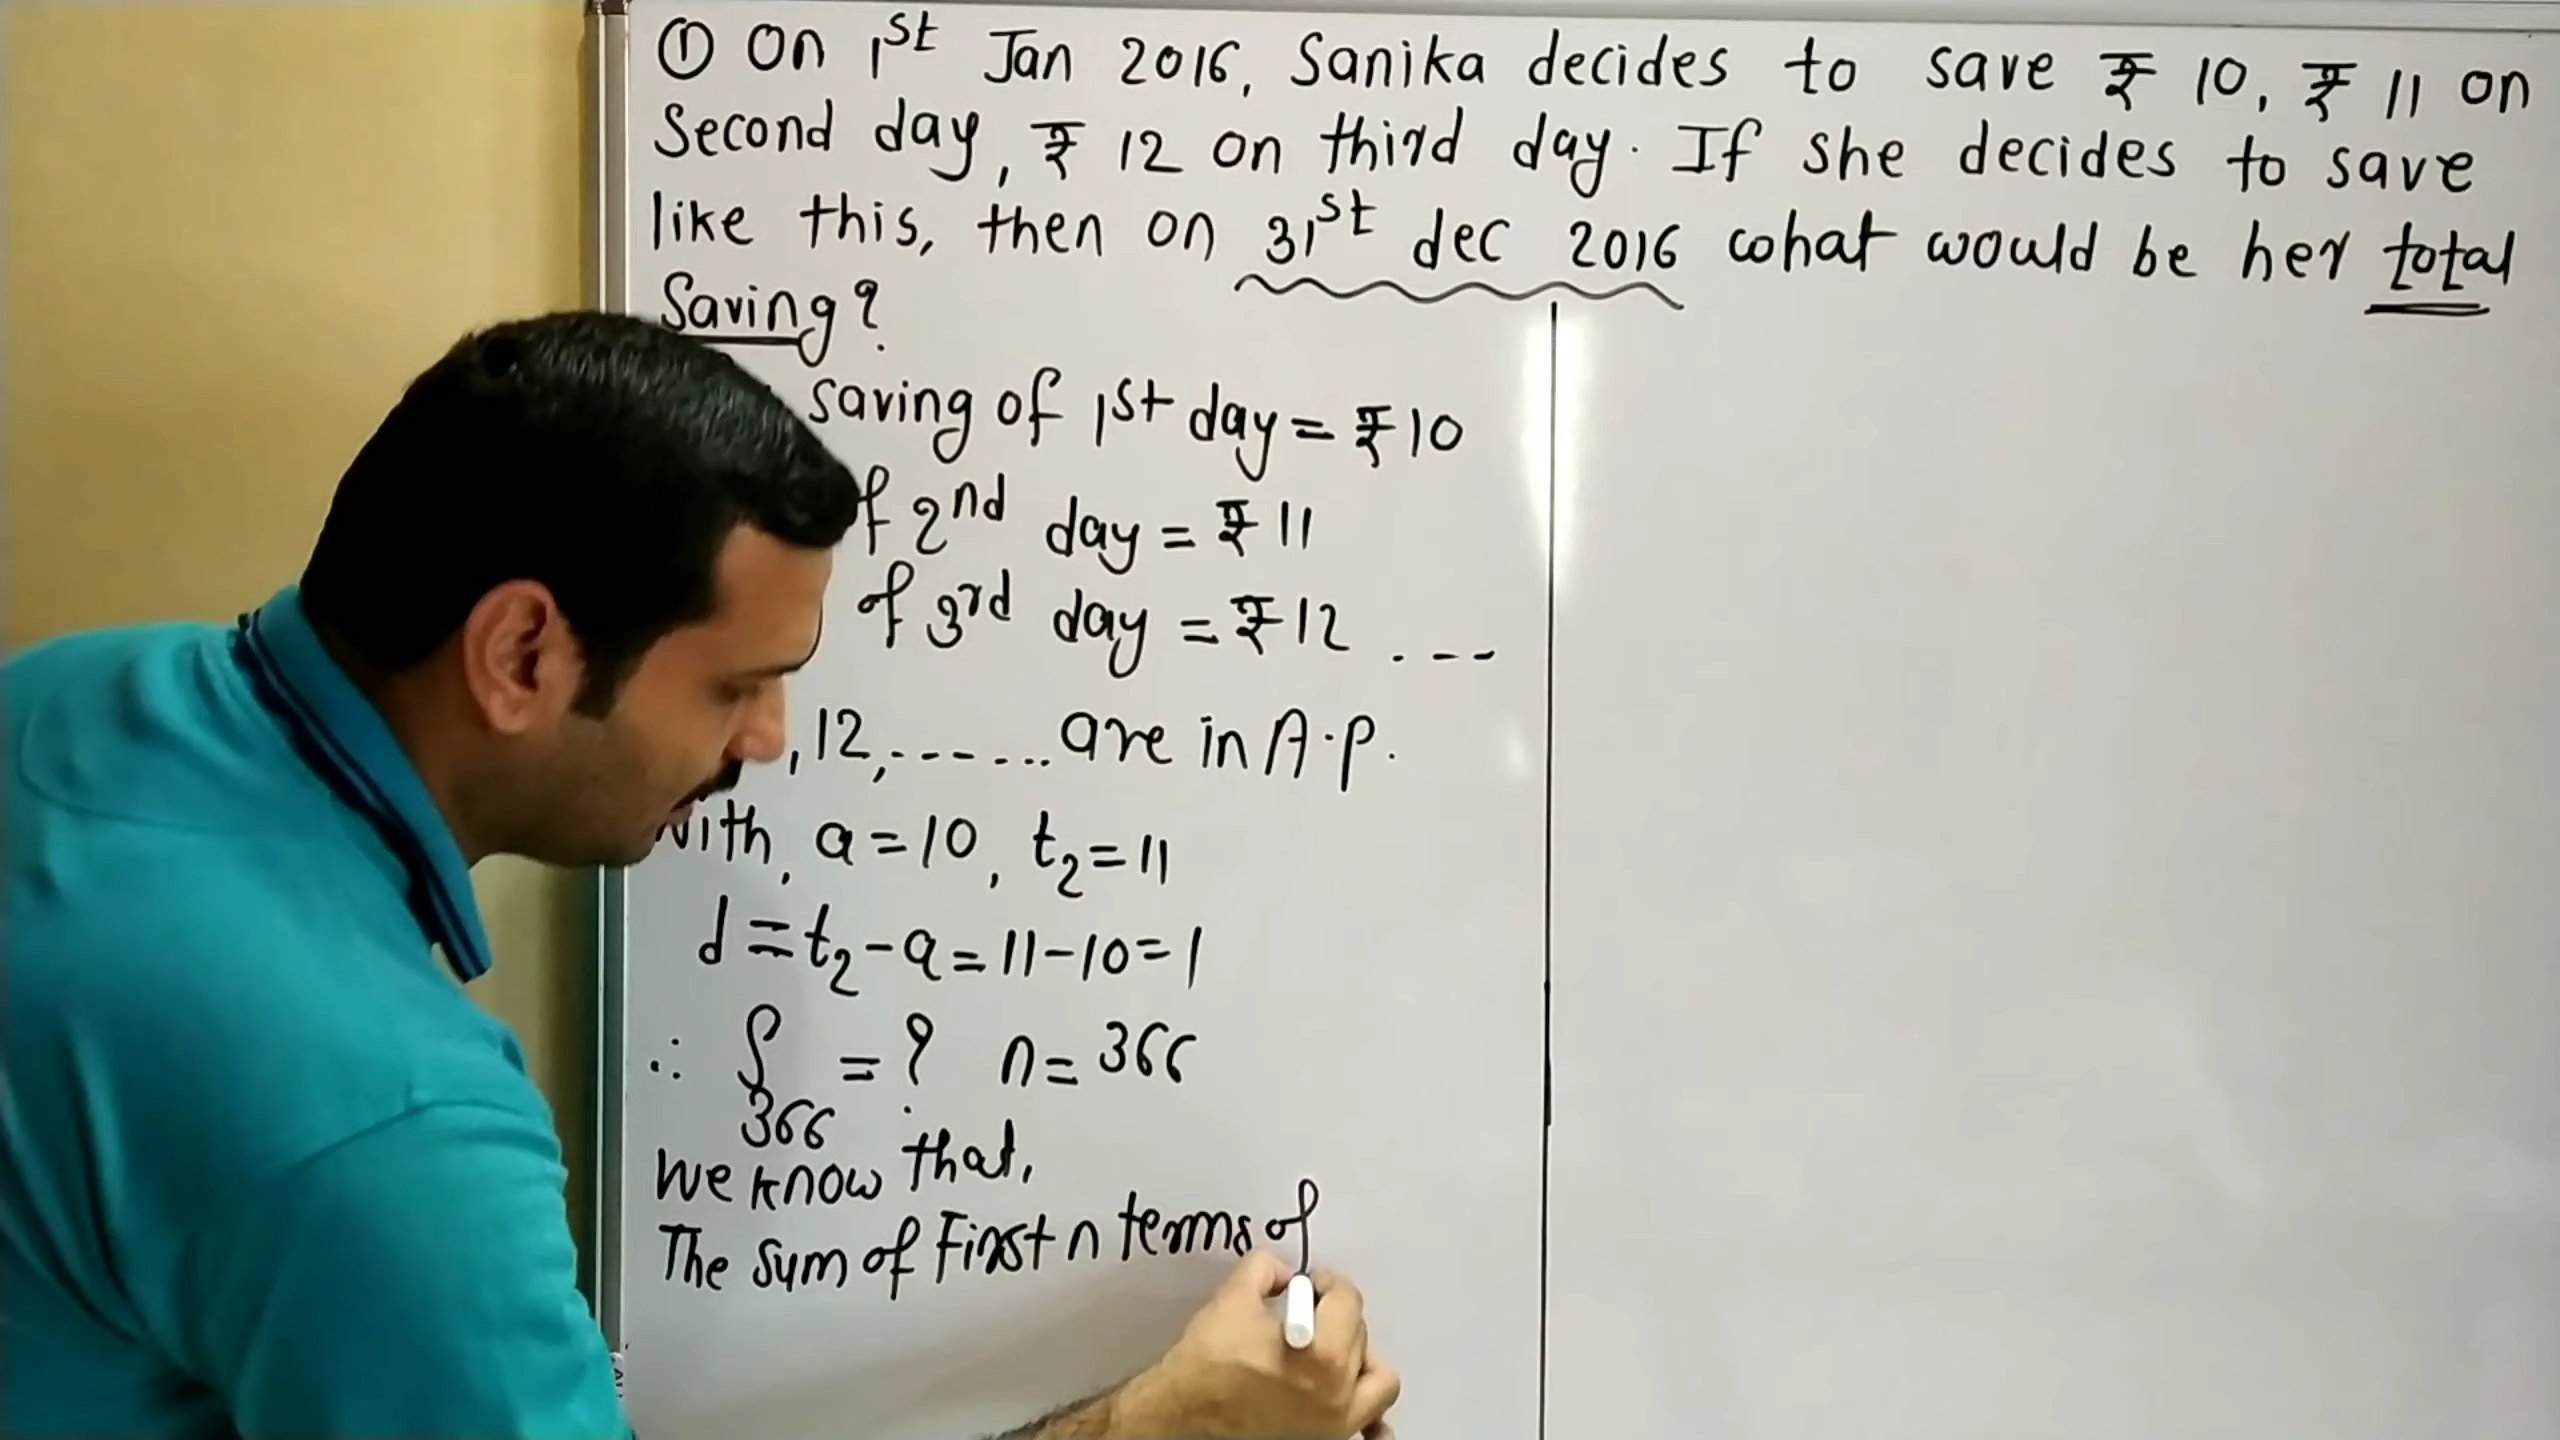 ① On 1st Jan 2016, Sanika decides to save ₹ 10, ₹ 11 on
Second day, ₹ 12 on third day. If she decides to save
like this, then on 31st dec 2016 what would be her total
Saving?
saving of 1st day = ₹10
f 2nd day = ₹11
of 3rd day = ₹12 . - - -
, 12, - - - - ... are in A.P.
With, a = 10, t2 = 11
d = t2 - a = 11 - 10 = 1
∴ S366 = ? n = 366
We know that,
The sum of First n terms of